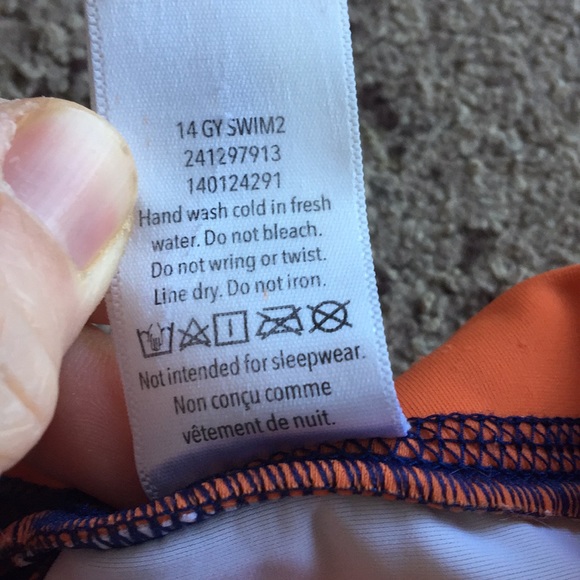 14 GY SWIM2
241297913
140124291
Hand wash cold in fresh
water. Do not bleach.
Do not wring or twist.
Line dry. Do not iron.
Not intended for sleepwear.
Non conçu comme
vêtement de nuit.